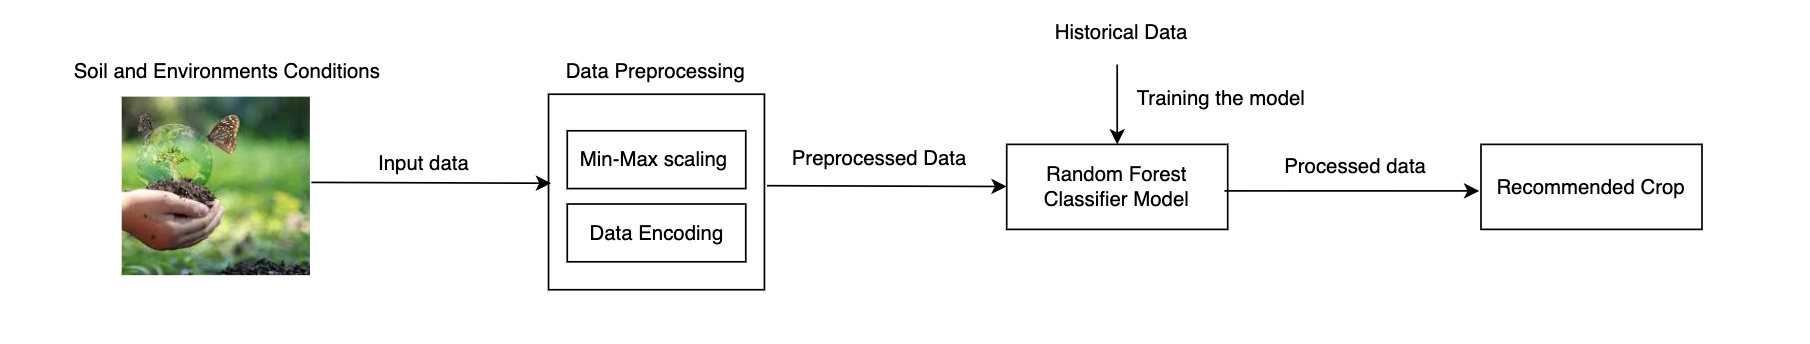 Historical Data
Soil and Environments Conditions
Data Preprocessing
Training the model
Input data
Min-Max scaling
Preprocessed Data
Random Forest
Classifier Model
Processed data
Recommended Crop
Data Encoding